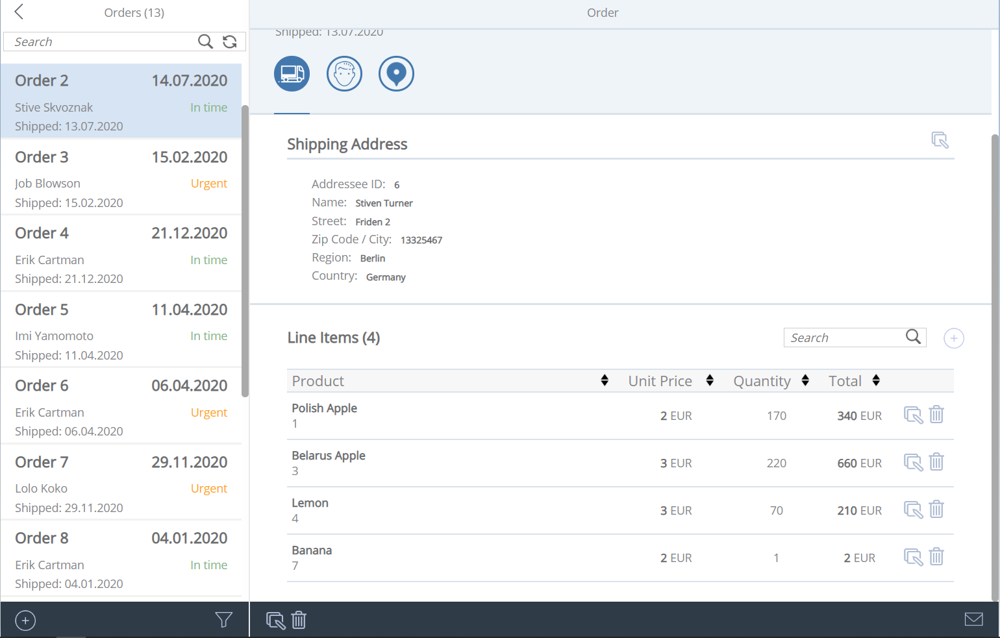 Orders (13)
Search
Order 2 14.07.2020
Stive Skvoznak In time
Shipped: 13.07.2020
Order 3 15.02.2020
Job Blowson Urgent
Shipped: 15.02.2020
Order 4 21.12.2020
Erik Cartman In time
Shipped: 21.12.2020
Order 5 11.04.2020
Imi Yamomoto In time
Shipped: 11.04.2020
Order 6 06.04.2020
Erik Cartman Urgent
Shipped: 06.04.2020
Order 7 29.11.2020
Lolo Koko Urgent
Shipped: 29.11.2020
Order 8 04.01.2020
Erik Cartman In time
Shipped: 04.01.2020
Order
Shipped: 13.07.2020
Shipping Address
Addressee ID: 6
Name: Stiven Turner
Street: Friden 2
Zip Code / City: 13325467
Region: Berlin
Country: Germany
Line Items (4)
Search
Product Unit Price Quantity Total
Polish Apple
1
2 EUR 170 340 EUR
Belarus Apple
3
3 EUR 220 660 EUR
Lemon
4
3 EUR 70 210 EUR
Banana
7
2 EUR 1 2 EUR